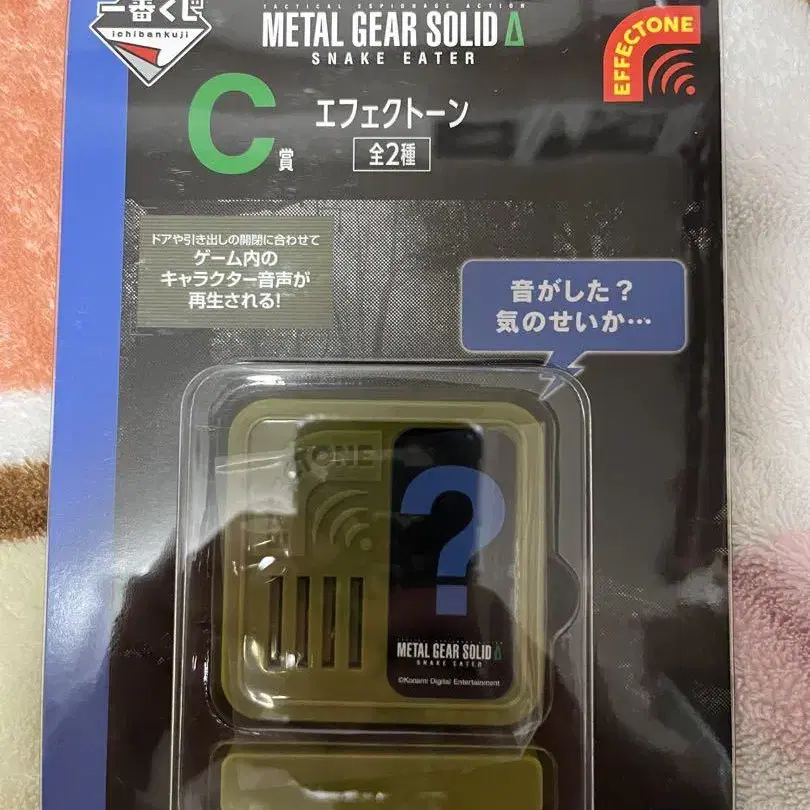 一番くじ
ichibankuji
TACTICAL ESPIONAGE ACTION
METAL GEAR SOLID Δ
SNAKE EATER
EFFECTONE
C賞
エフェクトーン
全2種
ドアや引き出しの開閉に合わせて
ゲーム内の
キャラクター音声が
再生される!
音がした?
気のせいか…
?
METAL GEAR SOLID Δ
SNAKE EATER
©Konami Digital Entertainment